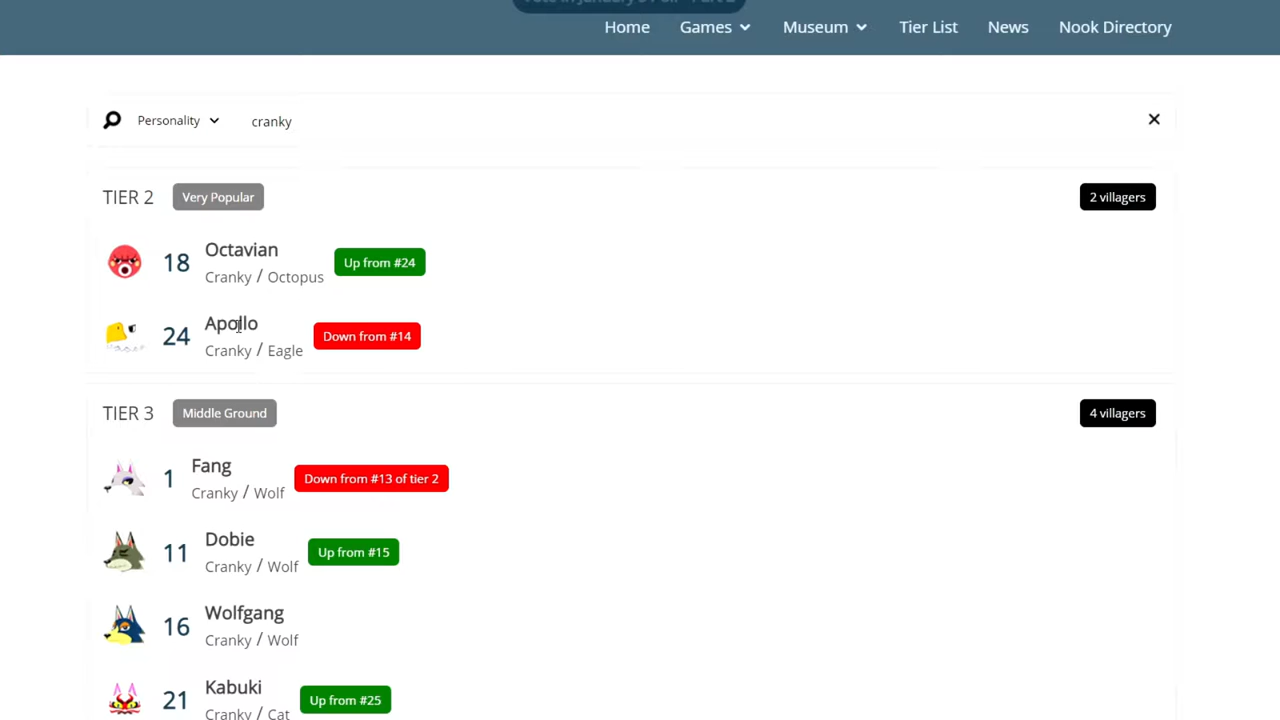 Home Games Museum Tier List News Nook Directory
Personality cranky
TIER 2 Very Popular 2 villagers
18 Octavian Up from #24
Cranky / Octopus
24 Apollo Down from #14
Cranky / Eagle
TIER 3 Middle Ground 4 villagers
1 Fang Down from #13 of tier 2
Cranky / Wolf
11 Dobie Up from #15
Cranky / Wolf
16 Wolfgang
Cranky / Wolf
21 Kabuki Up from #25
Cranky / Cat